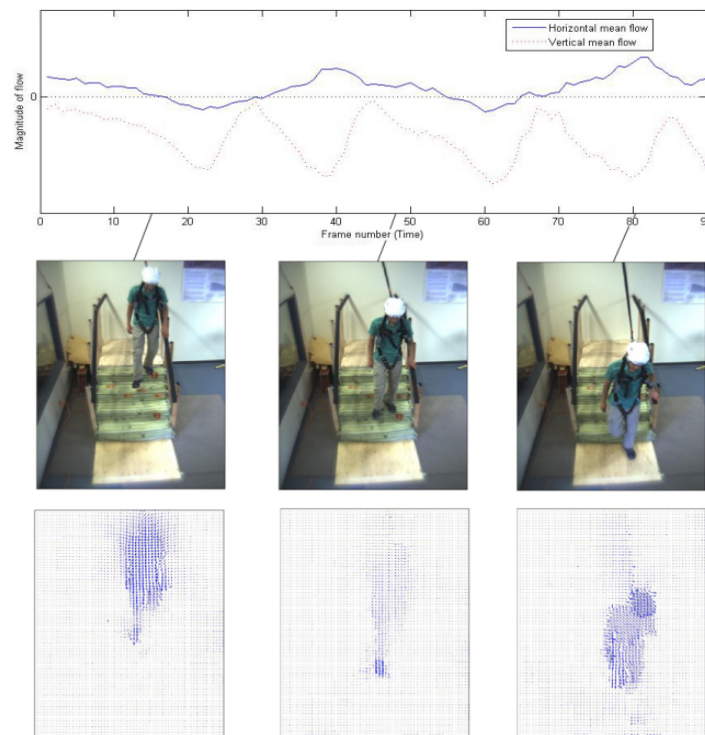 Horizontal mean flow
Vertical mean flow
Magnitude of flow
0
0 10 20 30 40 50 60 70 80 90
Frame number (Time)